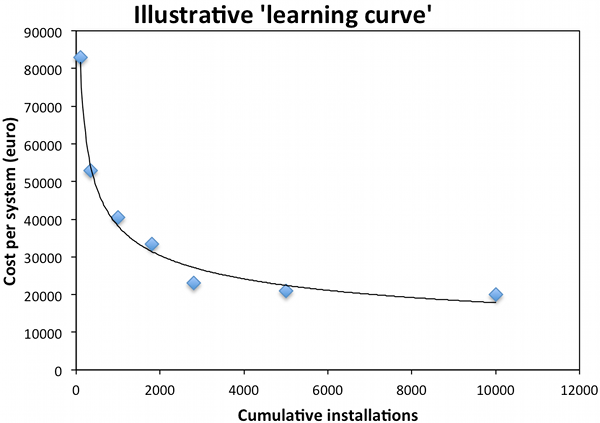 Illustrative 'learning curve'
Cost per system (euro)
90000
80000
70000
60000
50000
40000
30000
20000
10000
0
0 2000 4000 6000 8000 10000 12000
Cumulative installations